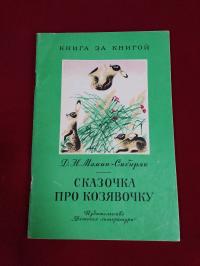 КНИГА ЗА КНИГОЙ
Д. Н. Мамин-Сибиряк
СКАЗОЧКА
ПРО КОЗЯВОЧКУ
Издательство
„Детская литература“